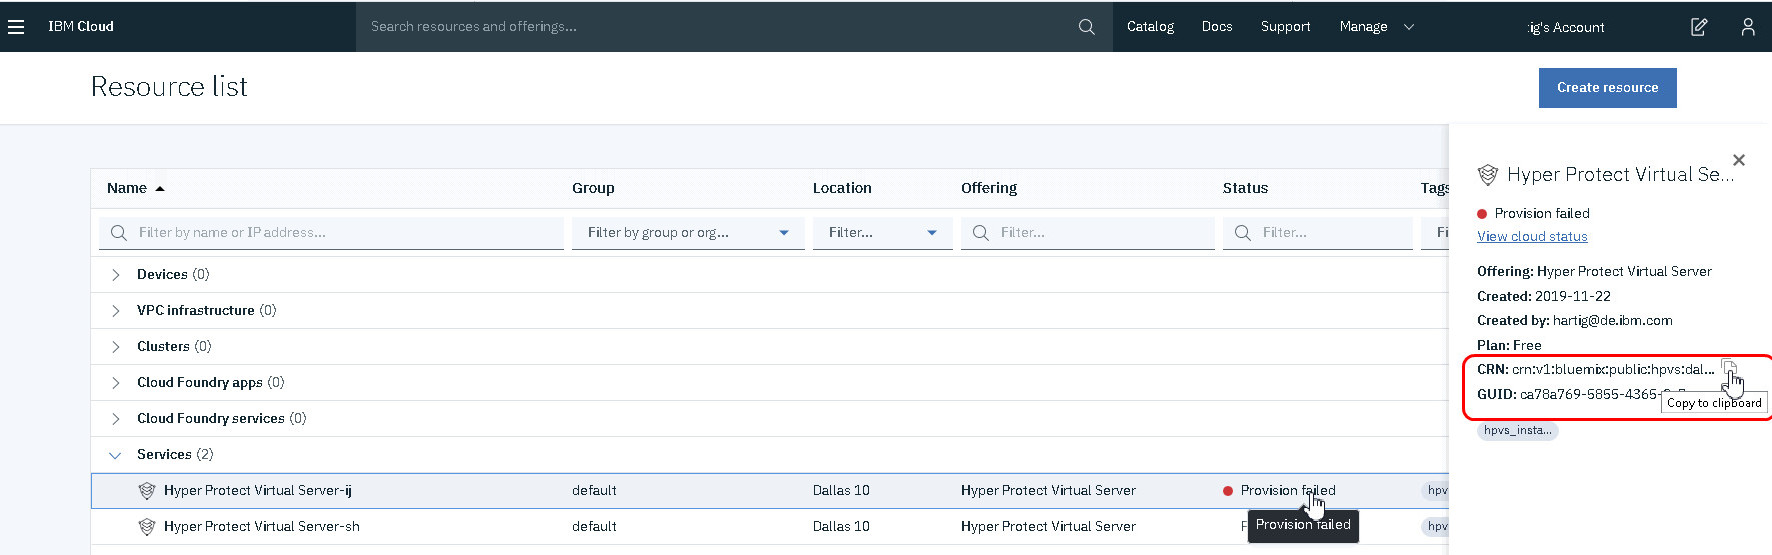 IBM Cloud
Search resources and offerings...
Catalog
Docs
Support
Manage
tig's Account
Resource list
Create resource
Name
Group
Location
Offering
Status
Tags
Filter by name or IP address...
Filter by group or org...
Filter...
Filter...
Filter...
Fi
Devices (0)
VPC infrastructure (0)
Clusters (0)
Cloud Foundry apps (0)
Cloud Foundry services (0)
Services (2)
Hyper Protect Virtual Server-ij
default
Dallas 10
Hyper Protect Virtual Server
Provision failed
hpv
Hyper Protect Virtual Server-sh
default
Dallas 10
Hyper Protect Virtual Server
Provision failed
hpv
Hyper Protect Virtual Se...
Provision failed
View cloud status
Offering: Hyper Protect Virtual Server
Created: 2019-11-22
Created by: hartig@de.ibm.com
Plan: Free
CRN: crn:v1:bluemix:public:hpvs:dal...
GUID: ca78a769-5855-4365-
Copy to clipboard
hpvs_insta...